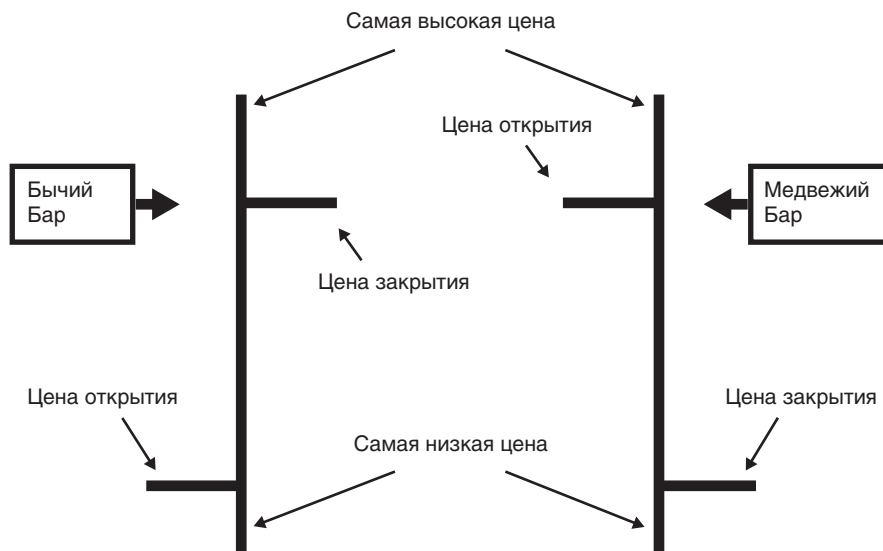 Самая высокая цена
Цена открытия
Бычий
Бар
Медвежий
Бар
Цена закрытия
Цена открытия
Цена закрытия
Самая низкая цена